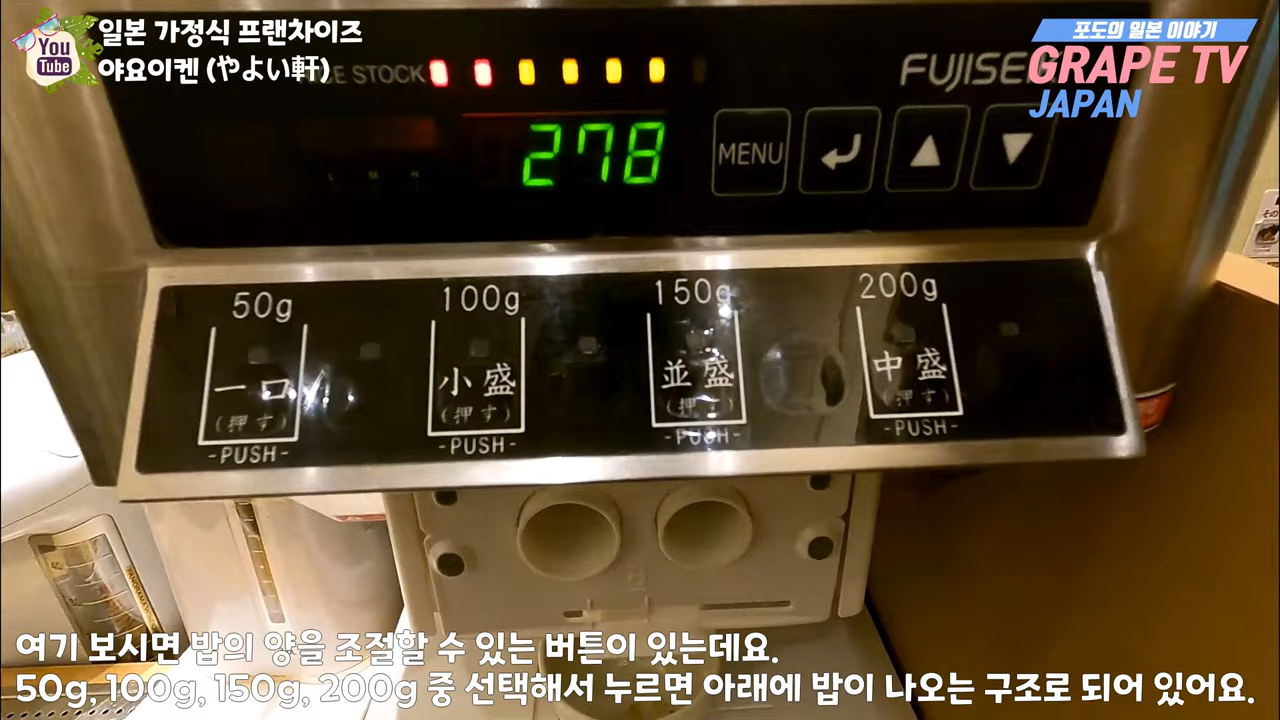 You
Tube
일본 가정식 프랜차이즈
야요이켄 (やよい軒)
포도의 일본 이야기
GRAPE TV
JAPAN
STOCK
278
MENU
50g 100g 150g 200g
一口 小盛 並盛 中盛
(押す) (押す) (押す) (押す)
-PUSH- -PUSH- -PUSH- -PUSH-
여기 보시면 밥의 양을 조절할 수 있는 버튼이 있는데요.
50g, 100g, 150g, 200g 중 선택해서 누르면 아래에 밥이 나오는 구조로 되어 있어요.